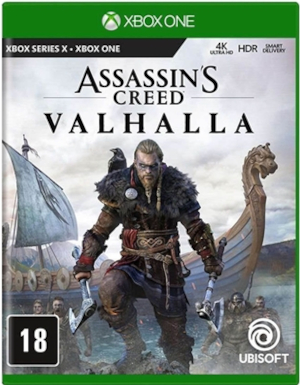 XBOX ONE
XBOX SERIES X • XBOX ONE
4K
ULTRA HD
HDR
SMART
DELIVERY
ASSASSIN'S
CREED
VALHALLA
18
UBISOFT